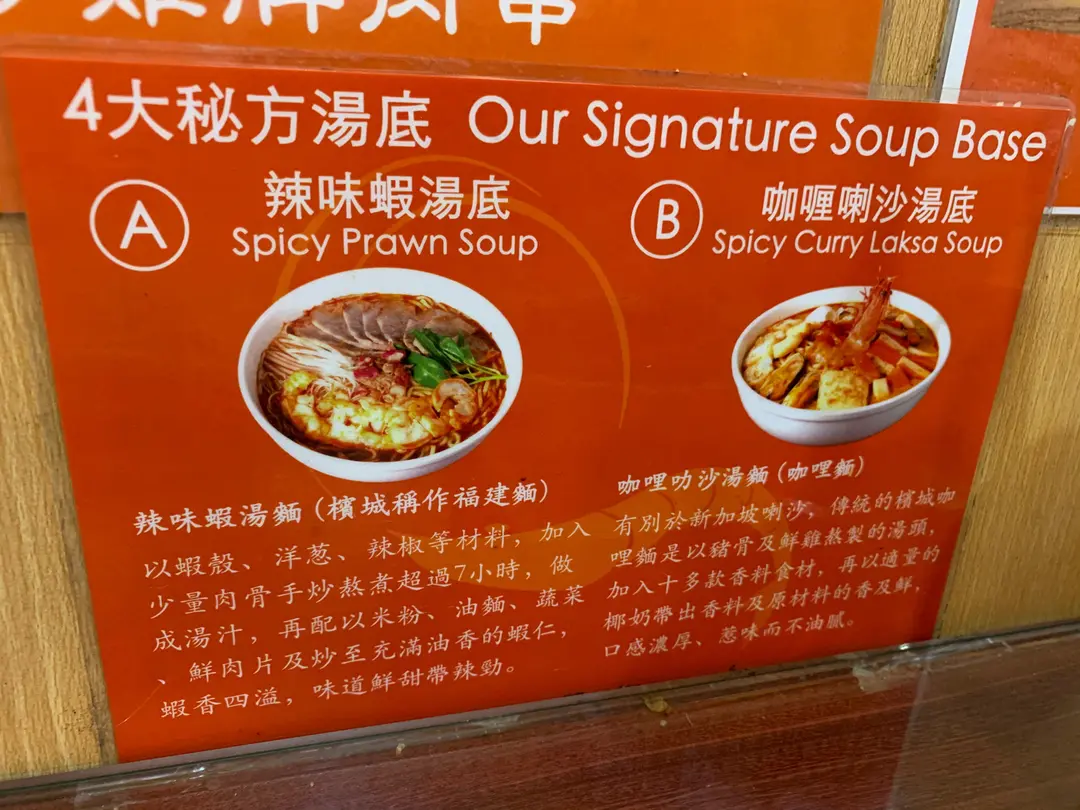 4大秘方湯底 Our Signature Soup Base
A
辣味蝦湯底
Spicy Prawn Soup
辣味蝦湯麵 (檳城稱作福建麵)
以蝦殼、洋葱、辣椒等材料，加入
少量肉骨手炒熬煮超過7小時，做
成湯汁，再配以米粉、油麵、蔬菜
、鮮肉片及炒至充滿油香的蝦仁，
蝦香四溢，味道鮮甜帶辣勁。
B
咖喱喇沙湯底
Spicy Curry Laksa Soup
咖哩叻沙湯麵 (咖哩麵)
有別於新加坡喇沙，傳統的檳城咖
哩麵是以豬骨及鮮雞熬製的湯頭，
加入十多款香料食材，再以適量的
椰奶帶出香料及原材料的香及鮮，
口感濃厚、惹味而不油膩。